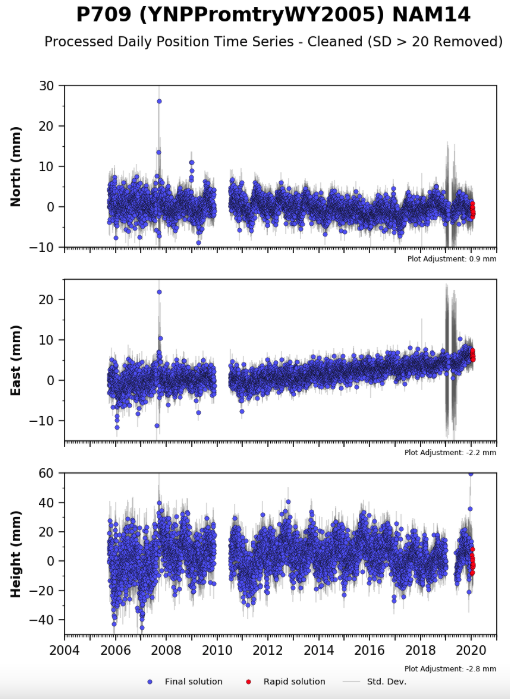 P709 (YNPPromtryWY2005) NAM14
Processed Daily Position Time Series - Cleaned (SD > 20 Removed)
30
20
10
0
−10
North (mm)
Plot Adjustment: 0.9 mm
20
10
0
−10
East (mm)
Plot Adjustment: -2.2 mm
60
40
20
0
−20
−40
Height (mm)
2004 2006 2008 2010 2012 2014 2016 2018 2020
Plot Adjustment: -2.8 mm
Final solution Rapid solution Std. Dev.